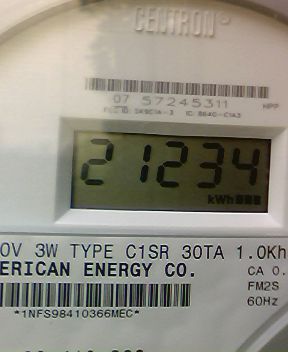 CENTRON®
07 57245311 HPP
21234
kWh
0V 3W TYPE C1SR 30TA 1.0Kh
ERICAN ENERGY CO. CA 0.
FM2S
60Hz
*1NFS98410366MEC*